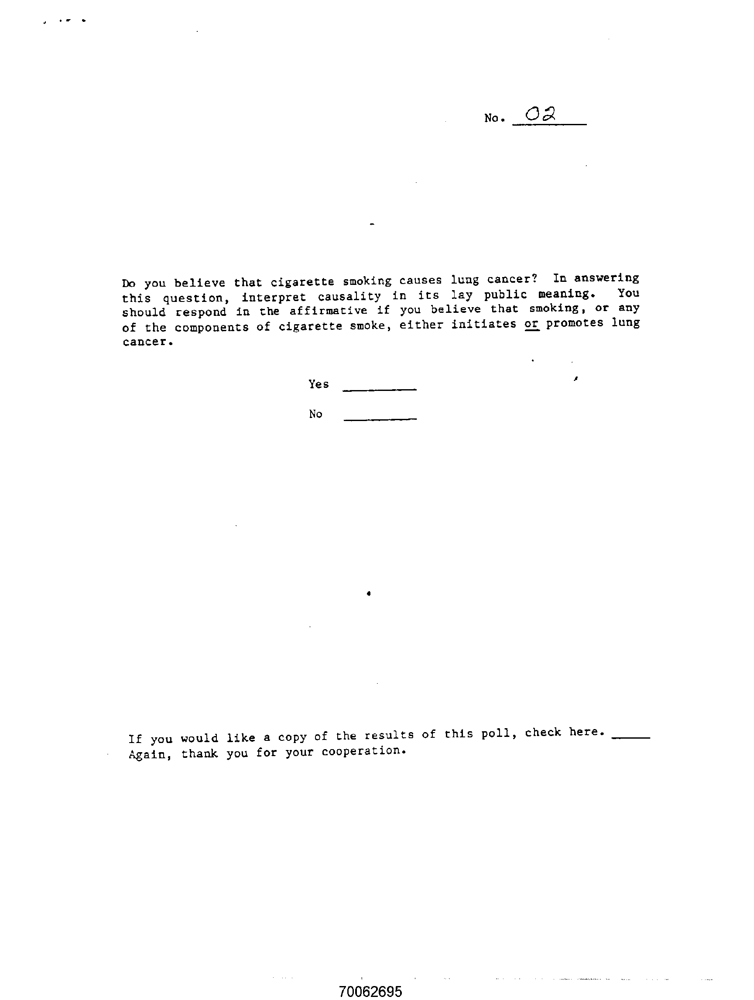 No. 02
Do you believe that cigarette smoking causes lung cancer? In answering
this question, interpret causality in its lay public meaning. You
should respond in the affirmative if you believe that smoking, or any
of the components of cigarette smoke, either initiates or promotes lung
cancer.
Yes ________
No ________
If you would like a copy of the results of this poll, check here. ____
Again, thank you for your cooperation.
70062695